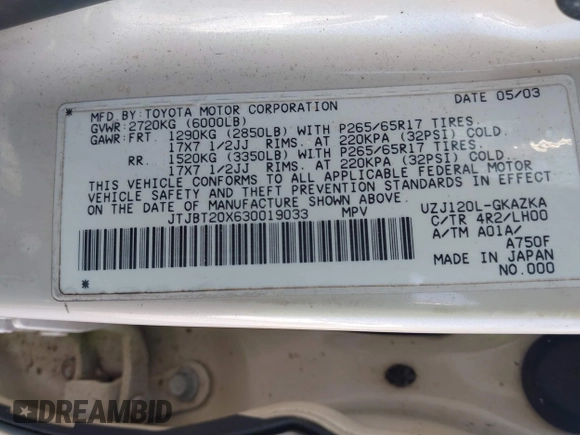 MFD. BY: TOYOTA MOTOR CORPORATION DATE 05/03
GVWR: 2720KG (6000LB)
GAWR: FRT. 1290KG (2850LB) WITH P265/65R17 TIRES.
17X7 1/2JJ RIMS. AT 220KPA (32PSI) COLD.
RR. 1520KG (3350LB) WITH P265/65R17 TIRES.
17X7 1/2JJ RIMS. AT 220KPA (32PSI) COLD.
THIS VEHICLE CONFORMS TO ALL APPLICABLE FEDERAL MOTOR
VEHICLE SAFETY AND THEFT PREVENTION STANDARDS IN EFFECT
ON THE DATE OF MANUFACTURE SHOWN ABOVE.
JTJBT20X630019033 MPV UZJ120L-GKAZKA
C/TR 4R2/LH00
A/TM A01A/
A750F
MADE IN JAPAN
NO.000
DREAMBID